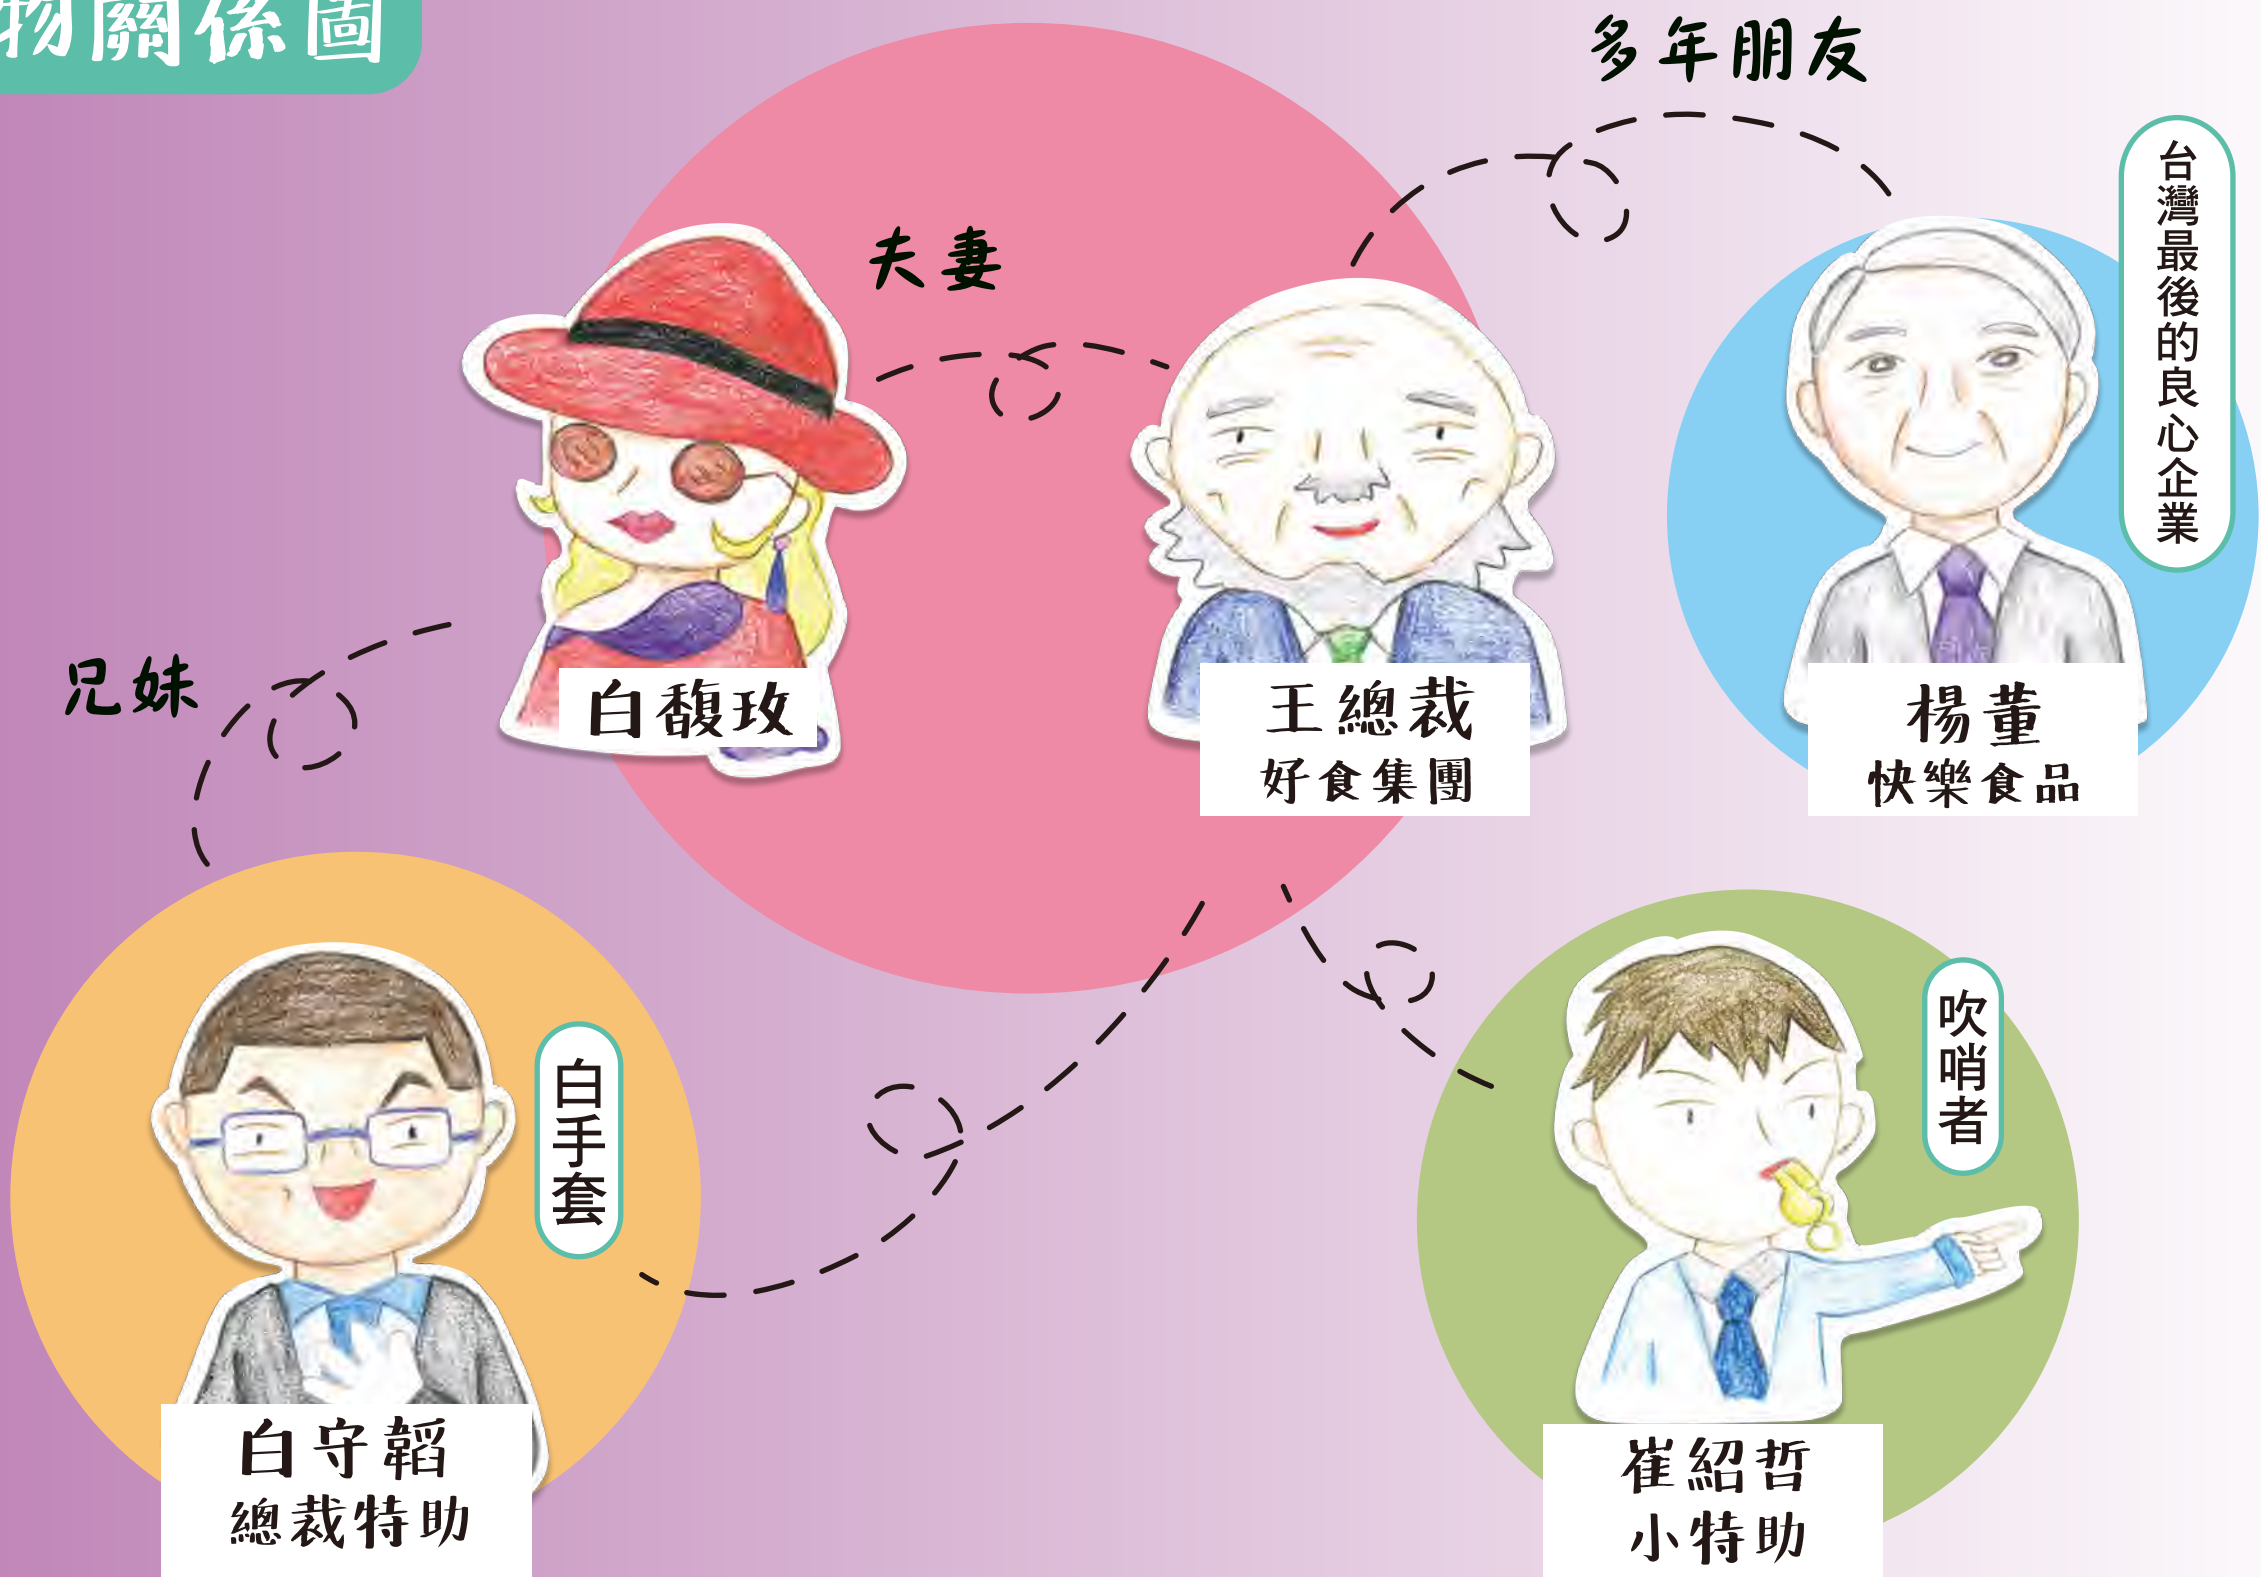 物關係圖
多年朋友
台灣最後的良心企業
夫妻
兄妹
白馥玫
王總裁
好食集團
楊董
快樂食品
白手套
吹哨者
白守韜
總裁特助
崔紹哲
小特助